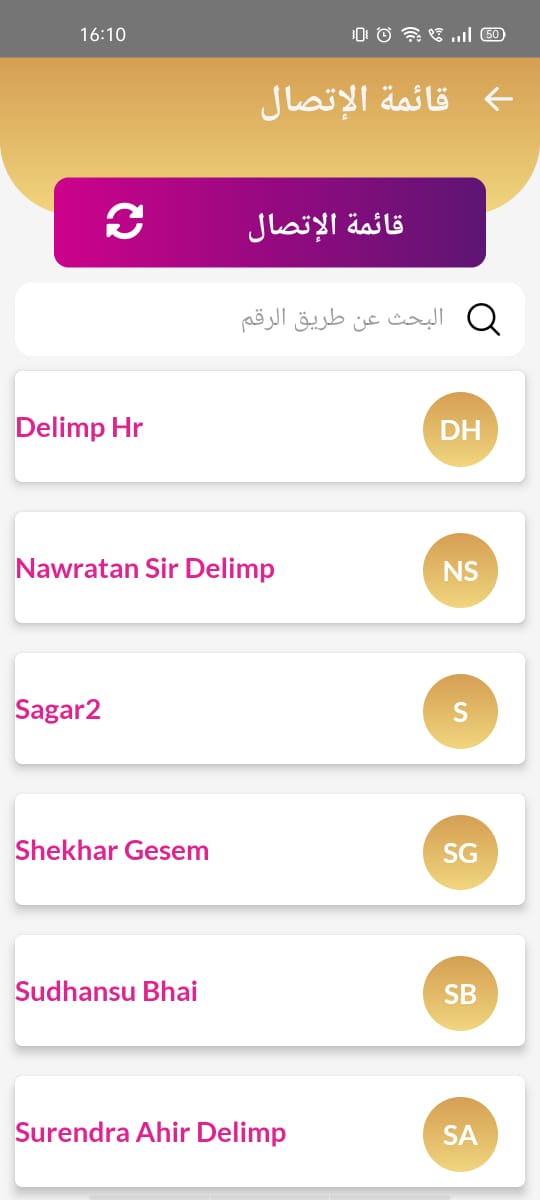 16:10
50
قائمة الإتصال
قائمة الإتصال
البحث عن طريق الرقم
Delimp Hr
DH
Nawratan Sir Delimp
NS
Sagar2
S
Shekhar Gesem
SG
Sudhansu Bhai
SB
Surendra Ahir Delimp
SA